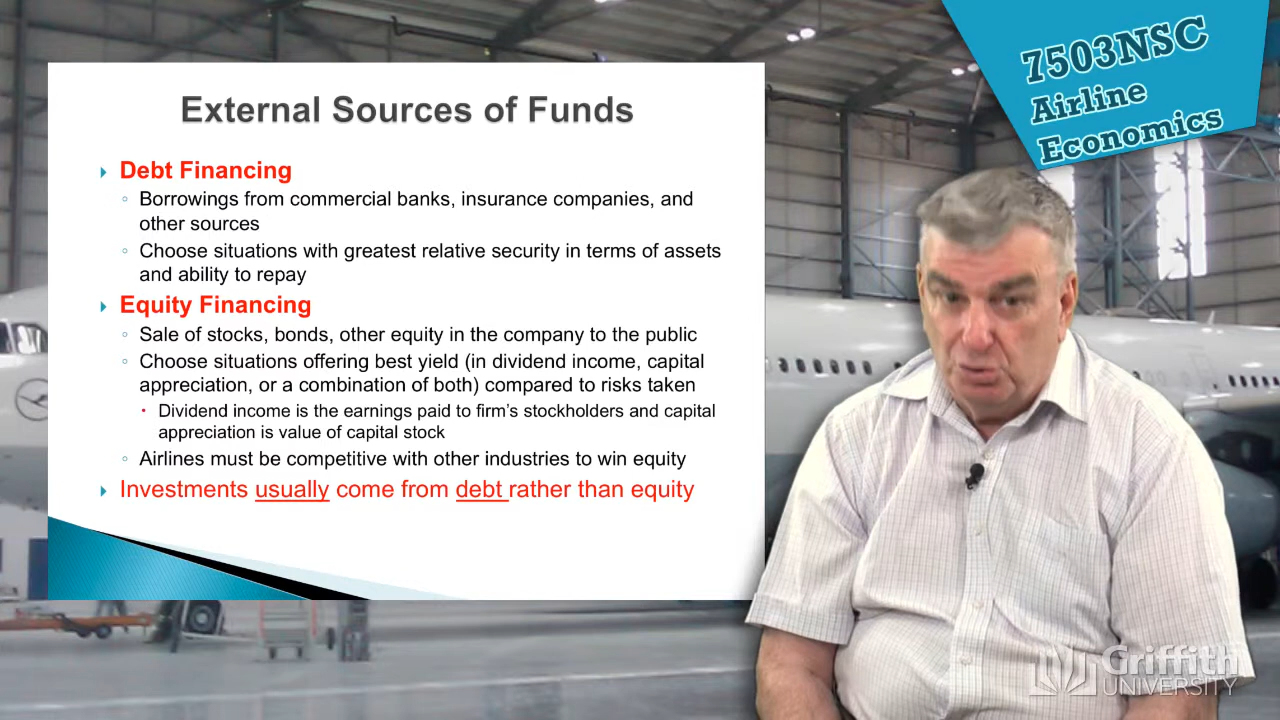 External Sources of Funds
Debt Financing
Borrowings from commercial banks, insurance companies, and
other sources
Choose situations with greatest relative security in terms of assets
and ability to repay
Equity Financing
Sale of stocks, bonds, other equity in the company to the public
Choose situations offering best yield (in dividend income, capital
appreciation, or a combination of both) compared to risks taken
Dividend income is the earnings paid to firm's stockholders and capital
appreciation is value of capital stock
Airlines must be competitive with other industries to win equity
Investments usually come from debt rather than equity
7503NSC
Airline
Economics
Griffith
UNIVERSITY